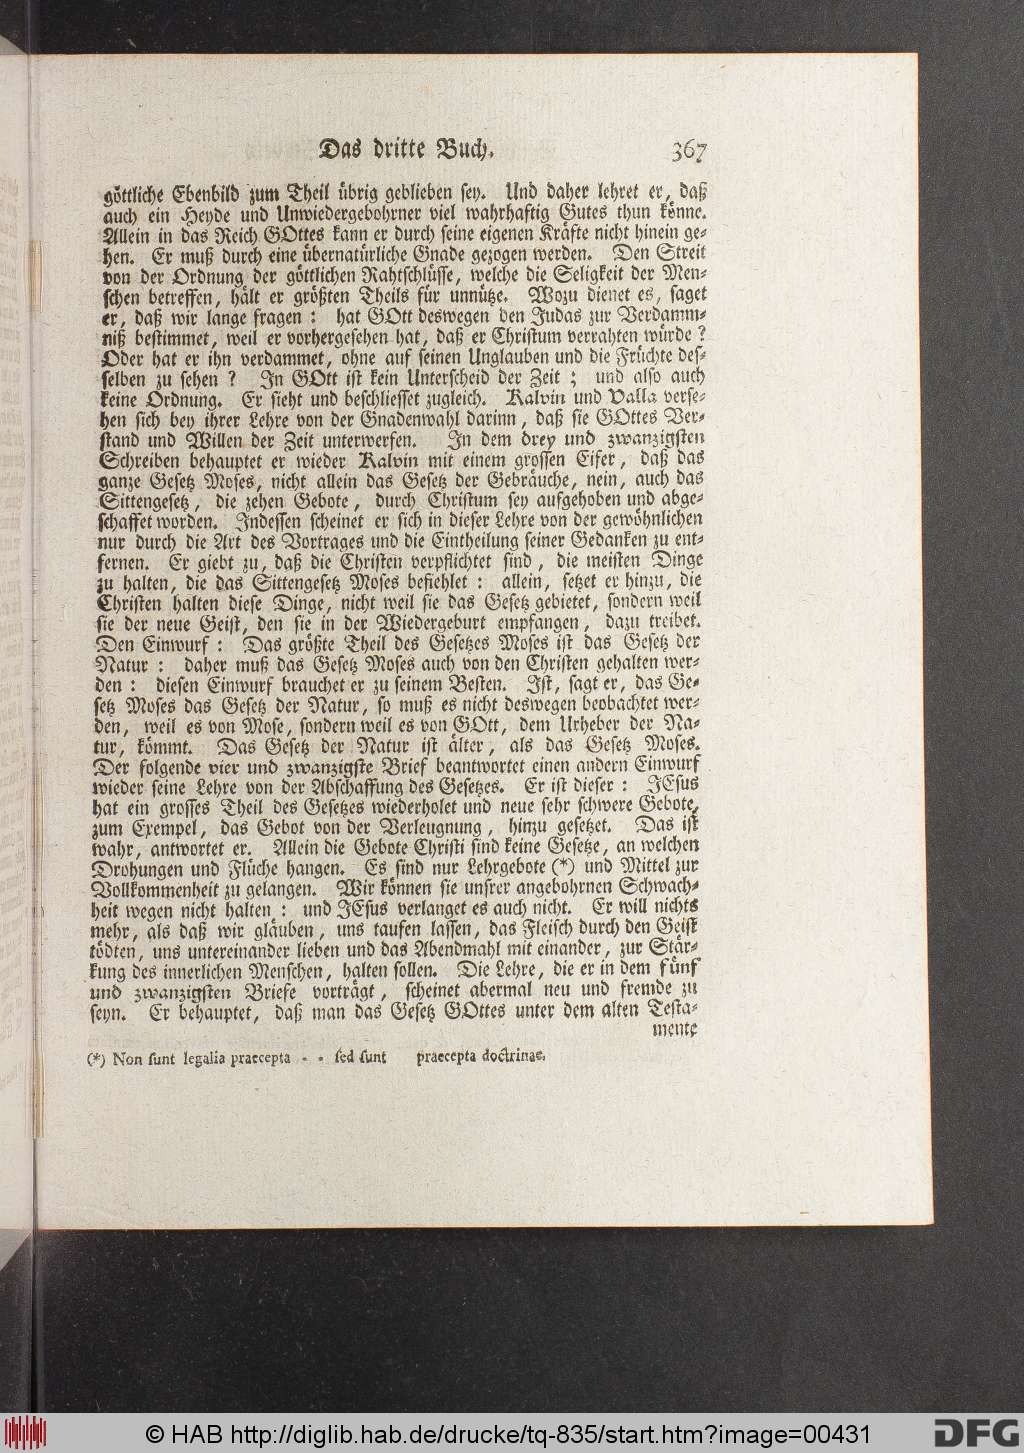 Das dritte Buch. 367
göttliche Ebenbild zum Theil übrig geblieben sey. Und daher lehret er, daß
auch ein Heyde und Unwiedergebohrner viel wahrhaftig Gutes thun könne.
Allein in das Reich GOttes kann er durch seine eigenen Kräfte nicht hinein ge-
hen. Er muß durch eine übernatürliche Gnade gezogen werden. Den Streit
von der Ordnung der göttlichen Rahtschlüsse, welche die Seligkeit der Men-
schen betreffen, hält er größten Theils für unnütze. Wozu dienet es, saget
er, daß wir lange fragen: hat GOtt deswegen den Judas zur Verdamm-
niß bestimmet, weil er vorhergesehen hat, daß er Christum verrahten würde?
Oder hat er ihn verdammet, ohne auf seinen Unglauben und die Früchte des-
selben zu sehen? In GOtt ist kein Unterscheid der Zeit; und also auch
keine Ordnung. Er sieht und beschliesset zugleich. Kalvin und Valla verse-
hen sich bey ihrer Lehre von der Gnadenwahl darinn, daß sie GOttes Ver-
stand und Willen der Zeit unterwerfen. In dem drey und zwanzigsten
Schreiben behauptet er wieder Kalvin mit einem grossen Eifer, daß das
ganze Gesetz Moses, nicht allein das Gesetz der Gebräuche, nein, auch das
Sittengesetz, die zehen Gebote, durch Christum sey aufgehoben und abge-
schaffet worden. Indessen scheinet er sich in dieser Lehre von der gewöhnlichen
nur durch die Art des Vortrages und die Eintheilung seiner Gedanken zu ent-
fernen. Er giebt zu, daß die Christen verpflichtet sind, die meisten Dinge
zu halten, die das Sittengesetz Moses befiehlet: allein, setzet er hinzu, die
Christen halten diese Dinge, nicht weil sie das Gesetz gebietet, sondern weil
sie der neue Geist, den sie in der Wiedergeburt empfangen, dazu treibet.
Den Einwurf: Das größte Theil des Gesetzes Moses ist das Gesetz der
Natur: daher muß das Gesetz Moses auch von den Christen gehalten wer-
den: diesen Einwurf brauchet er zu seinem Besten. Ist, sagt er, das Ge-
setz Moses das Gesetz der Natur, so muß es nicht deswegen beobachtet wer-
den, weil es von Mose, sondern weil es von GOtt, dem Urheber der Na-
tur, kömmt. Das Gesetz der Natur ist älter, als das Gesetz Moses.
Der folgende vier und zwanzigste Brief beantwortet einen andern Einwurf
wieder seine Lehre von der Abschaffung des Gesetzes. Er ist dieser: JEsus
hat ein grosses Theil des Gesetzes wiederholet und neue sehr schwere Gebote,
zum Exempel, das Gebot von der Verleugnung, hinzu gesetzet. Das ist
wahr, antwortet er. Allein die Gebote Christi sind keine Gesetze, an welchen
Drohungen und Flüche hangen. Es sind nur Lehrgebote (*) und Mittel zur
Vollkommenheit zu gelangen. Wir können sie unsrer angebohrnen Schwach-
heit wegen nicht halten: und JEsus verlanget es auch nicht. Er will nichts
mehr, als daß wir gläuben, uns taufen lassen, das Fleisch durch den Geist
tödten, uns untereinander lieben und das Abendmahl mit einander, zur Stär-
kung des innerlichen Menschen, halten sollen. Die Lehre, die er in dem fünf
und zwanzigsten Briefe vorträgt, scheinet abermal neu und fremde zu
seyn. Er behauptet, daß man das Gesetz GOttes unter dem alten Testa-
mente
(*) Non sunt legalia praecepta - - sed sunt praecepta doctrinae.
© HAB http://diglib.hab.de/drucke/tq-835/start.htm?image=00431
DFG